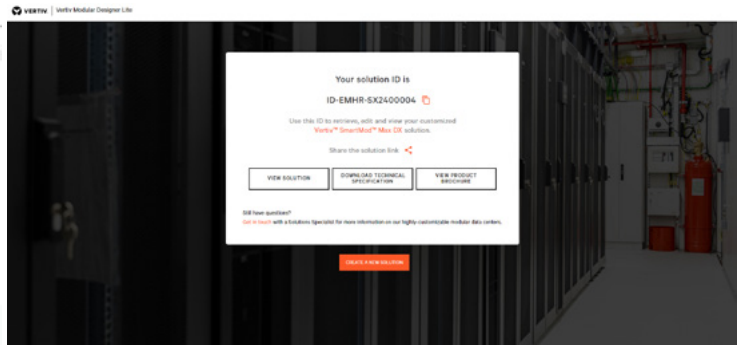 VERTIV | Vertiv Modular Designer Lite
Your solution ID is
ID-EMHR-SX2400004
Use this ID to retrieve, edit and view your customized
Vertiv™ SmartMod™ Max DX solution.
Share the solution link
VIEW SOLUTION
DOWNLOAD TECHNICAL
SPECIFICATION
VIEW PRODUCT
BROCHURE
Still have questions?
Get in touch with a Solutions Specialist for more information on our highly customizable modular data centers.
CREATE A NEW SOLUTION